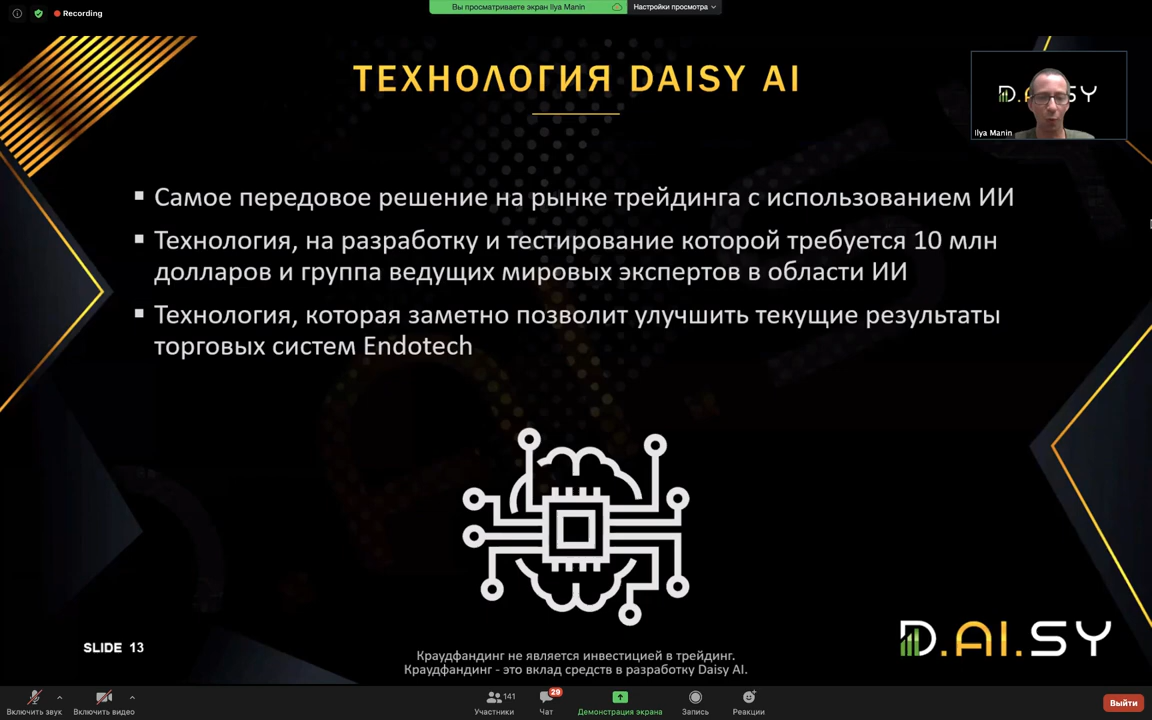 Recording
Вы просматриваете экран Ilya Manin
Настройки просмотра
ТЕХНОЛОГИЯ DAISY AI
D.AI.SY
Ilya Manin
Самое передовое решение на рынке трейдинга с использованием ИИ
Технология, на разработку и тестирование которой требуется 10 млн
долларов и группа ведущих мировых экспертов в области ИИ
Технология, которая заметно позволит улучшить текущие результаты
торговых систем Endotech
SLIDE 13
D.AI.SY
Краудфандинг не является инвестицией в трейдинг.
Краудфандинг - это вклад средств в разработку Daisy AI.
Включить звук
Включить видео
141
Участники
29
Чат
Демонстрация экрана
Запись
Реакции
Выйти